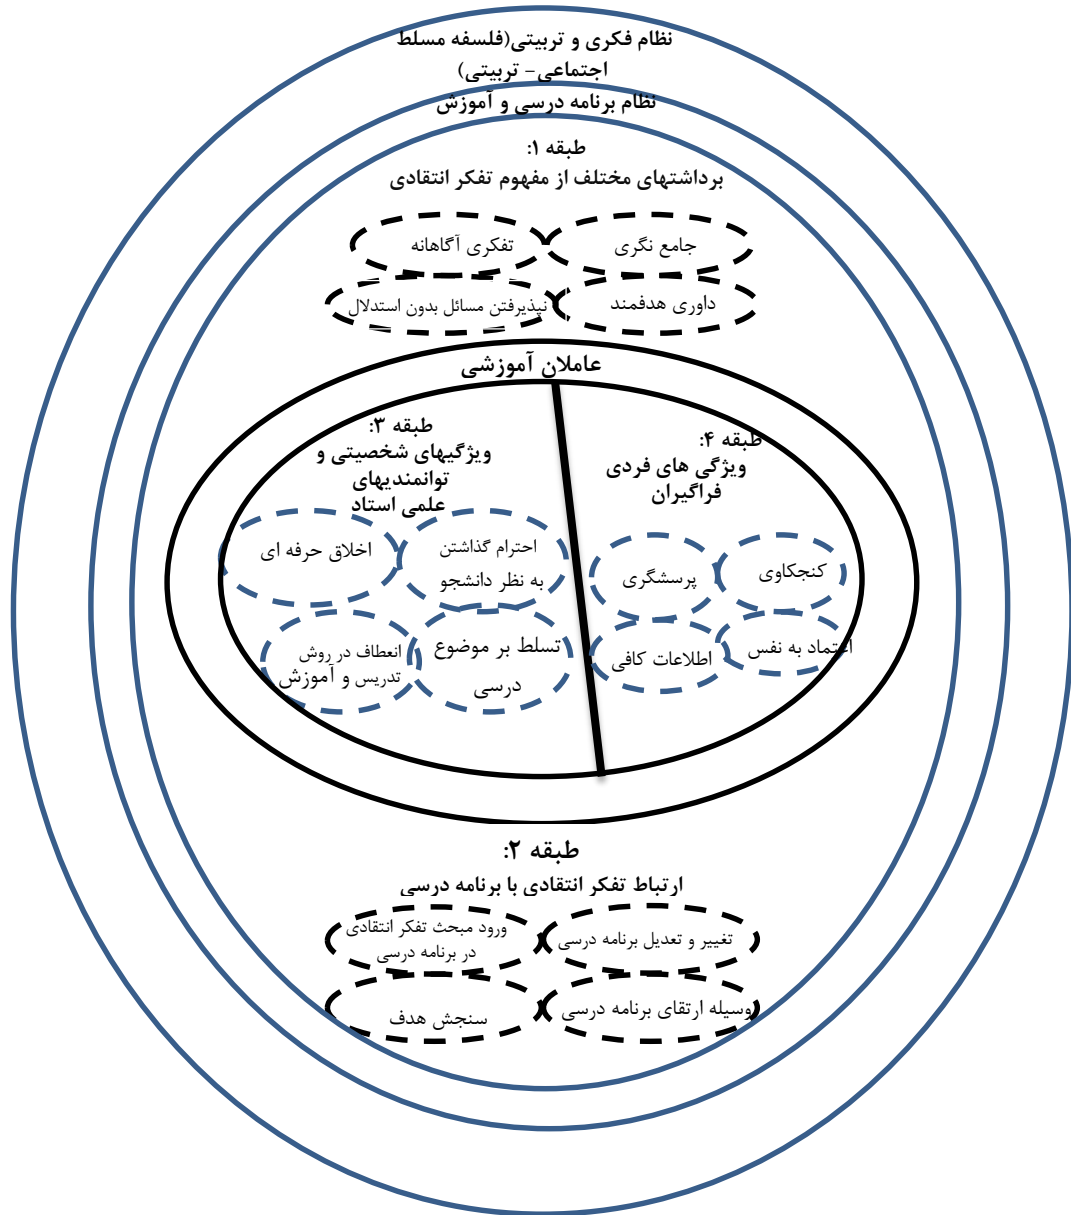 نظام فکری و تربیتی(فلسفه مسلط
اجتماعی- تربیتی)
نظام برنامه درسی و آموزش
طبقه ۱:
برداشتهای مختلف از مفهوم تفکر انتقادی
جامع نگری
تفکری آگاهانه
داوری هدفمند
نپذیرفتن مسائل بدون استدلال
عاملان آموزشی
طبقه ۴:
ویژگی های فردی
فراگیران
کنجکاوی
پرسشگری
اعتماد به نفس
اطلاعات کافی
طبقه ۳:
ویژگیهای شخصیتی و
توانمندیهای
علمی استاد
احترام گذاشتن
به نظر دانشجو
اخلاق حرفه ای
تسلط بر موضوع
درسی
انعطاف در روش
تدریس و آموزش
طبقه ۲:
ارتباط تفکر انتقادی با برنامه درسی
تغییر و تعدیل برنامه درسی
ورود مبحث تفکر انتقادی
در برنامه درسی
وسیله ارتقای برنامه درسی
سنجش هدف